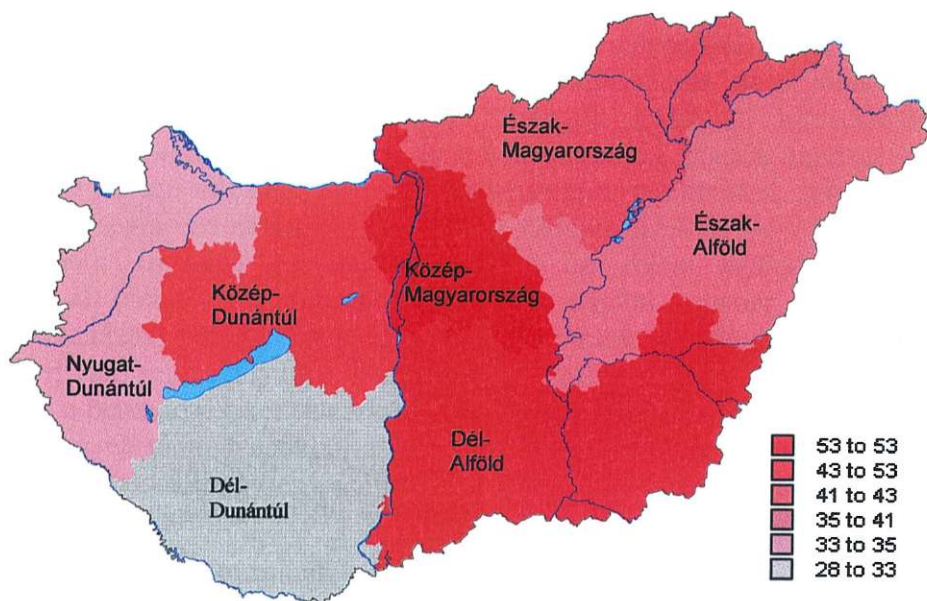 Észak-
Magyarország
Észak-
Alföld
Közép-
Magyarország
Közép-
Dunántúl
Nyugat-
Dunántúl
Dél-
Alföld
Dél-
Dunántúl
53 to 53
43 to 53
41 to 43
35 to 41
33 to 35
28 to 33